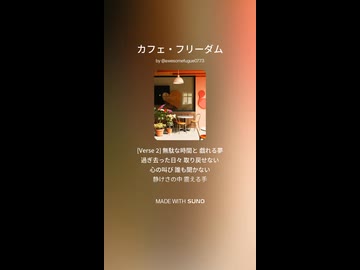 カフェ・フリーダム
by @awesomefugue0773
[Verse 2] 無駄な時間と 戯れる夢
過ぎ去った日々 取り戻せない
心の叫び 誰も聞かない
静けさの中 震える手
MADE WITH SUNO